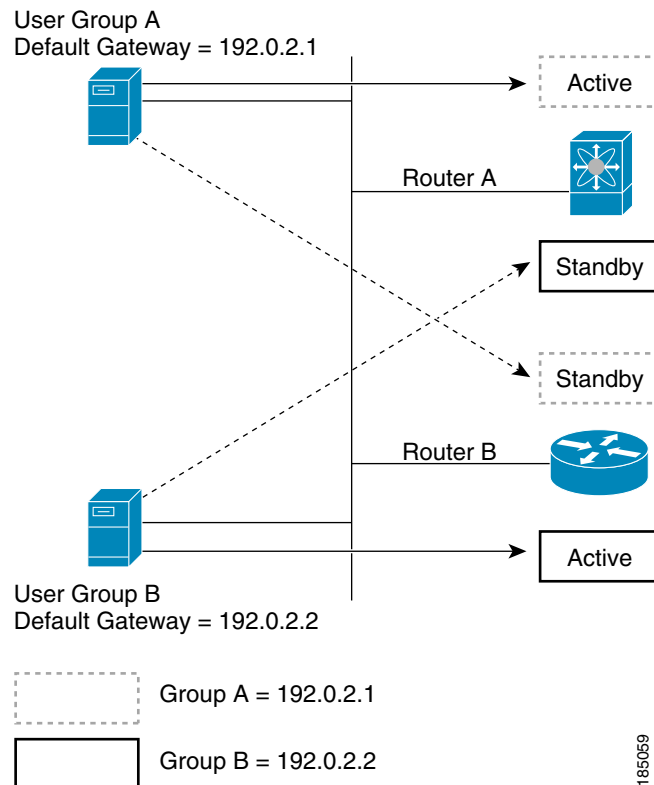 User Group A
Default Gateway = 192.0.2.1
Active
Router A
Standby
Standby
Router B
Active
User Group B
Default Gateway = 192.0.2.2
Group A = 192.0.2.1
Group B = 192.0.2.2
185059